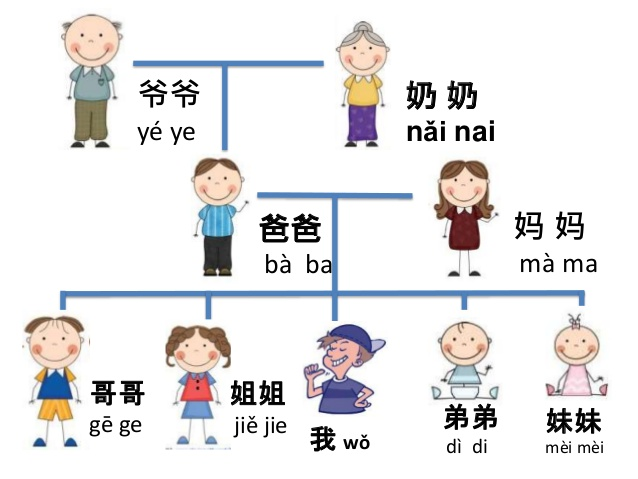 爷爷
yé ye
奶 奶
nǎi nai
爸爸
bà ba
妈 妈
mà ma
哥哥
gē ge
姐姐
jiě jie
我 wǒ
弟弟
dì di
妹妹
mèi mèi